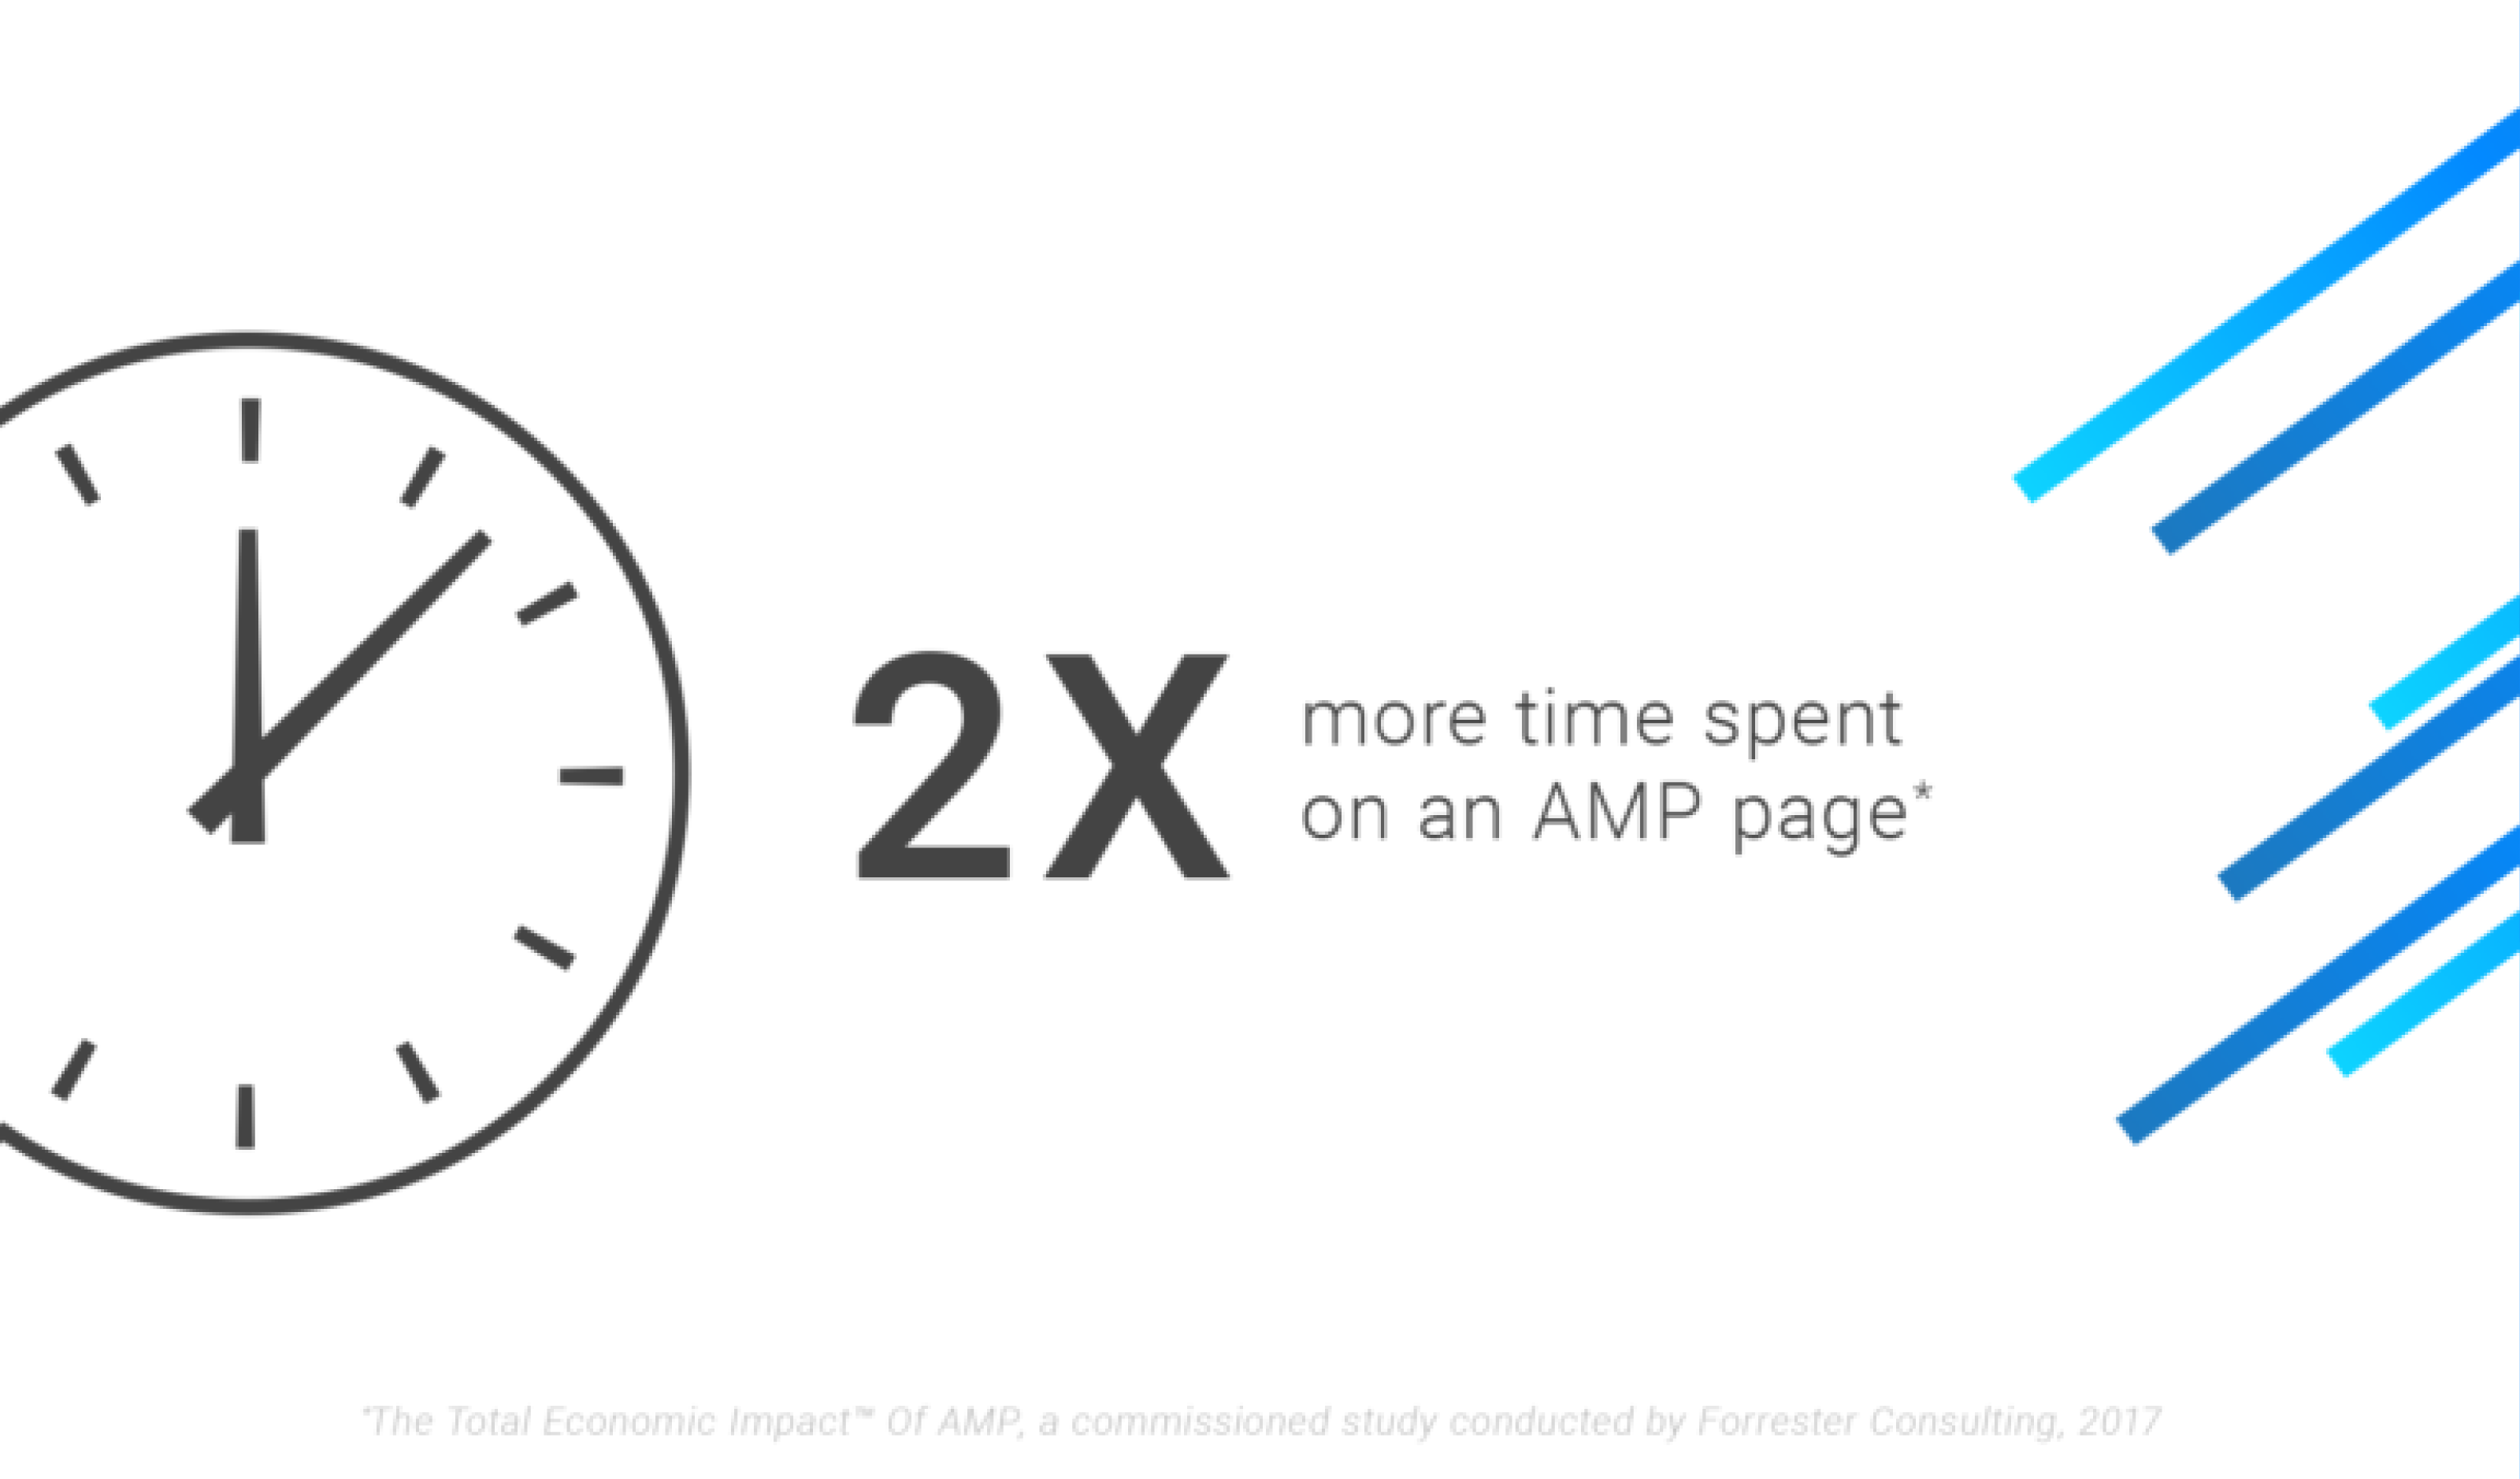 2X
more time spent
on an AMP page*
*The Total Economic Impact™ Of AMP, a commissioned study conducted by Forrester Consulting, 2017